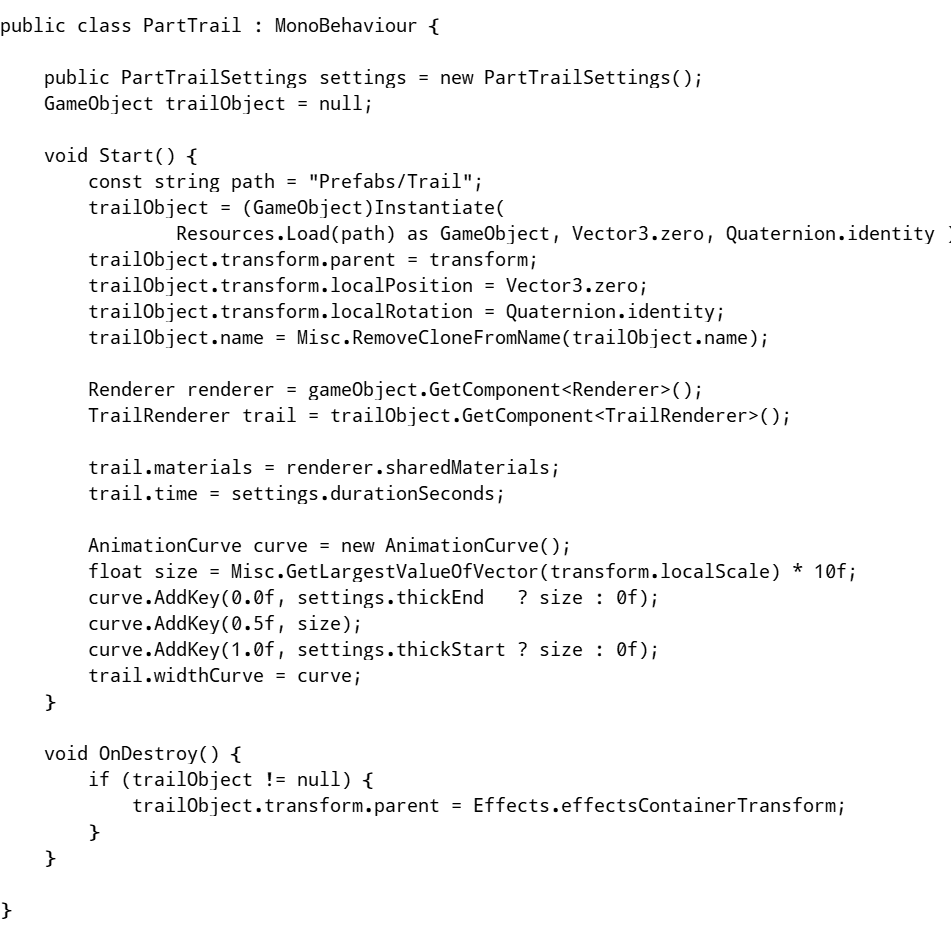 public class PartTrail : MonoBehaviour {
    public PartTrailSettings settings = new PartTrailSettings();
    GameObject trailObject = null;
    void Start() {
        const string path = "Prefabs/Trail";
        trailObject = (GameObject)Instantiate(
                Resources.Load(path) as GameObject, Vector3.zero, Quaternion.identity )
        trailObject.transform.parent = transform;
        trailObject.transform.localPosition = Vector3.zero;
        trailObject.transform.localRotation = Quaternion.identity;
        trailObject.name = Misc.RemoveCloneFromName(trailObject.name);
        Renderer renderer = gameObject.GetComponent<Renderer>();
        TrailRenderer trail = trailObject.GetComponent<TrailRenderer>();
        trail.materials = renderer.sharedMaterials;
        trail.time = settings.durationSeconds;
        AnimationCurve curve = new AnimationCurve();
        float size = Misc.GetLargestValueOfVector(transform.localScale) * 10f;
        curve.AddKey(0.0f, settings.thickEnd   ? size : 0f);
        curve.AddKey(0.5f, size);
        curve.AddKey(1.0f, settings.thickStart ? size : 0f);
        trail.widthCurve = curve;
    }
    void OnDestroy() {
        if (trailObject != null) {
            trailObject.transform.parent = Effects.effectsContainerTransform;
        }
    }
}